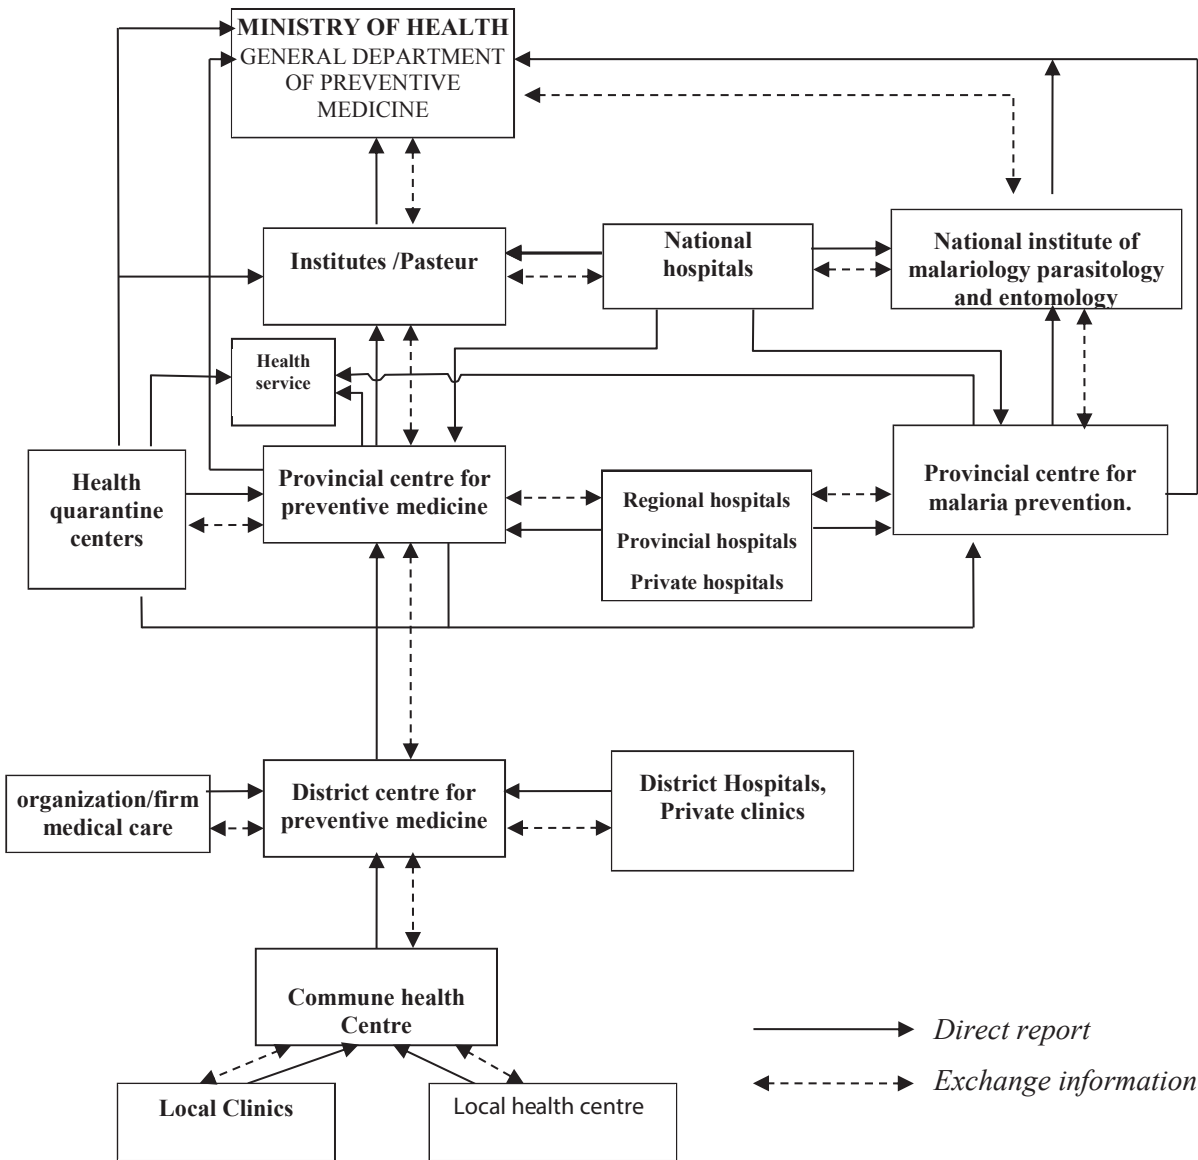 MINISTRY OF HEALTH
GENERAL DEPARTMENT
OF PREVENTIVE
MEDICINE
Institutes /Pasteur
National
hospitals
National institute of
malariology parasitology
and entomology
Health
service
Health
quarantine
centers
Provincial centre for
preventive medicine
Regional hospitals
Provincial hospitals
Private hospitals
Provincial centre for
malaria prevention.
organization/firm
medical care
District centre for
preventive medicine
District Hospitals,
Private clinics
Commune health
Centre
Local Clinics
Local health centre
Direct report
Exchange information